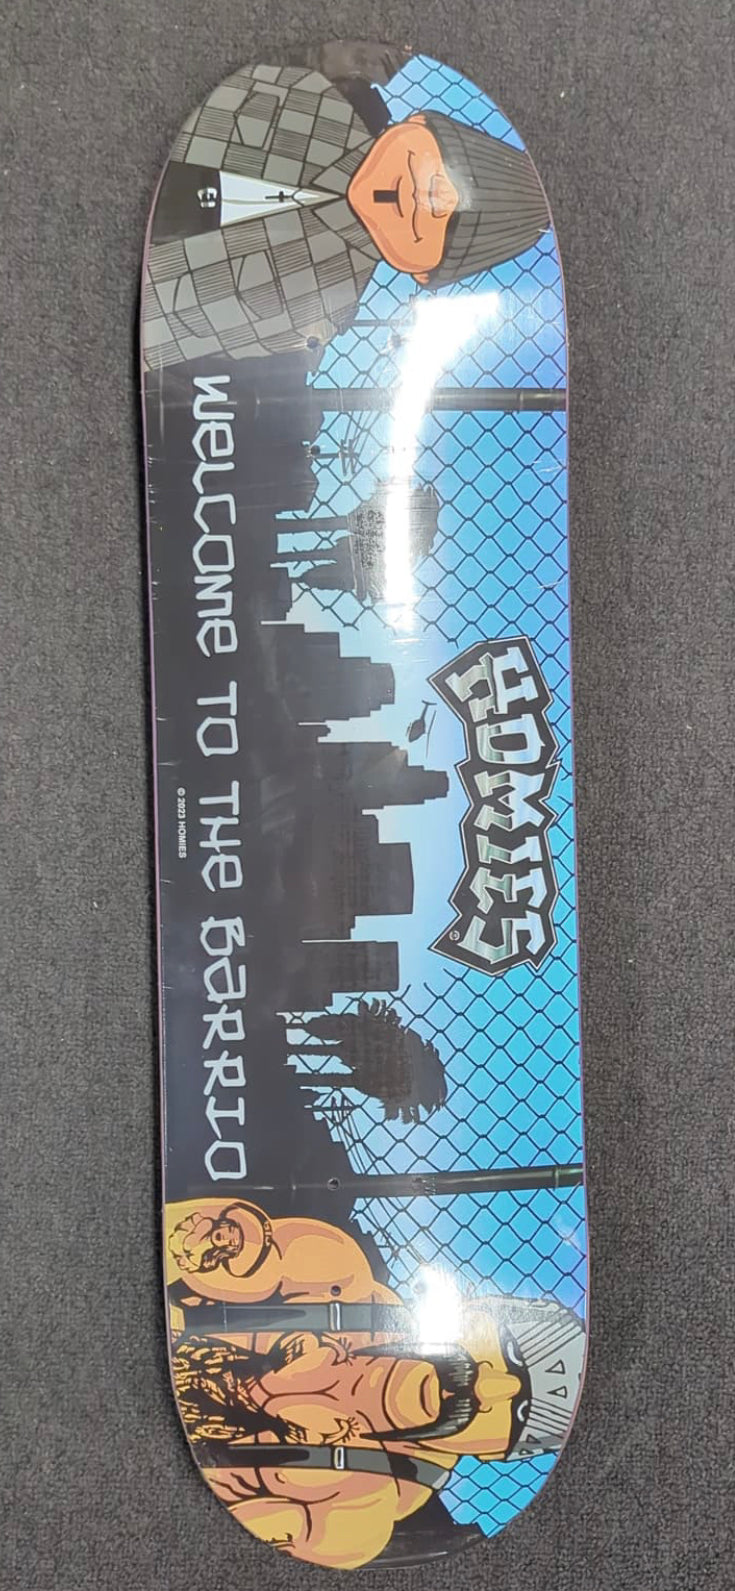 HOMIES
WELCOME TO THE BARRIO
© 2023 HOMIES